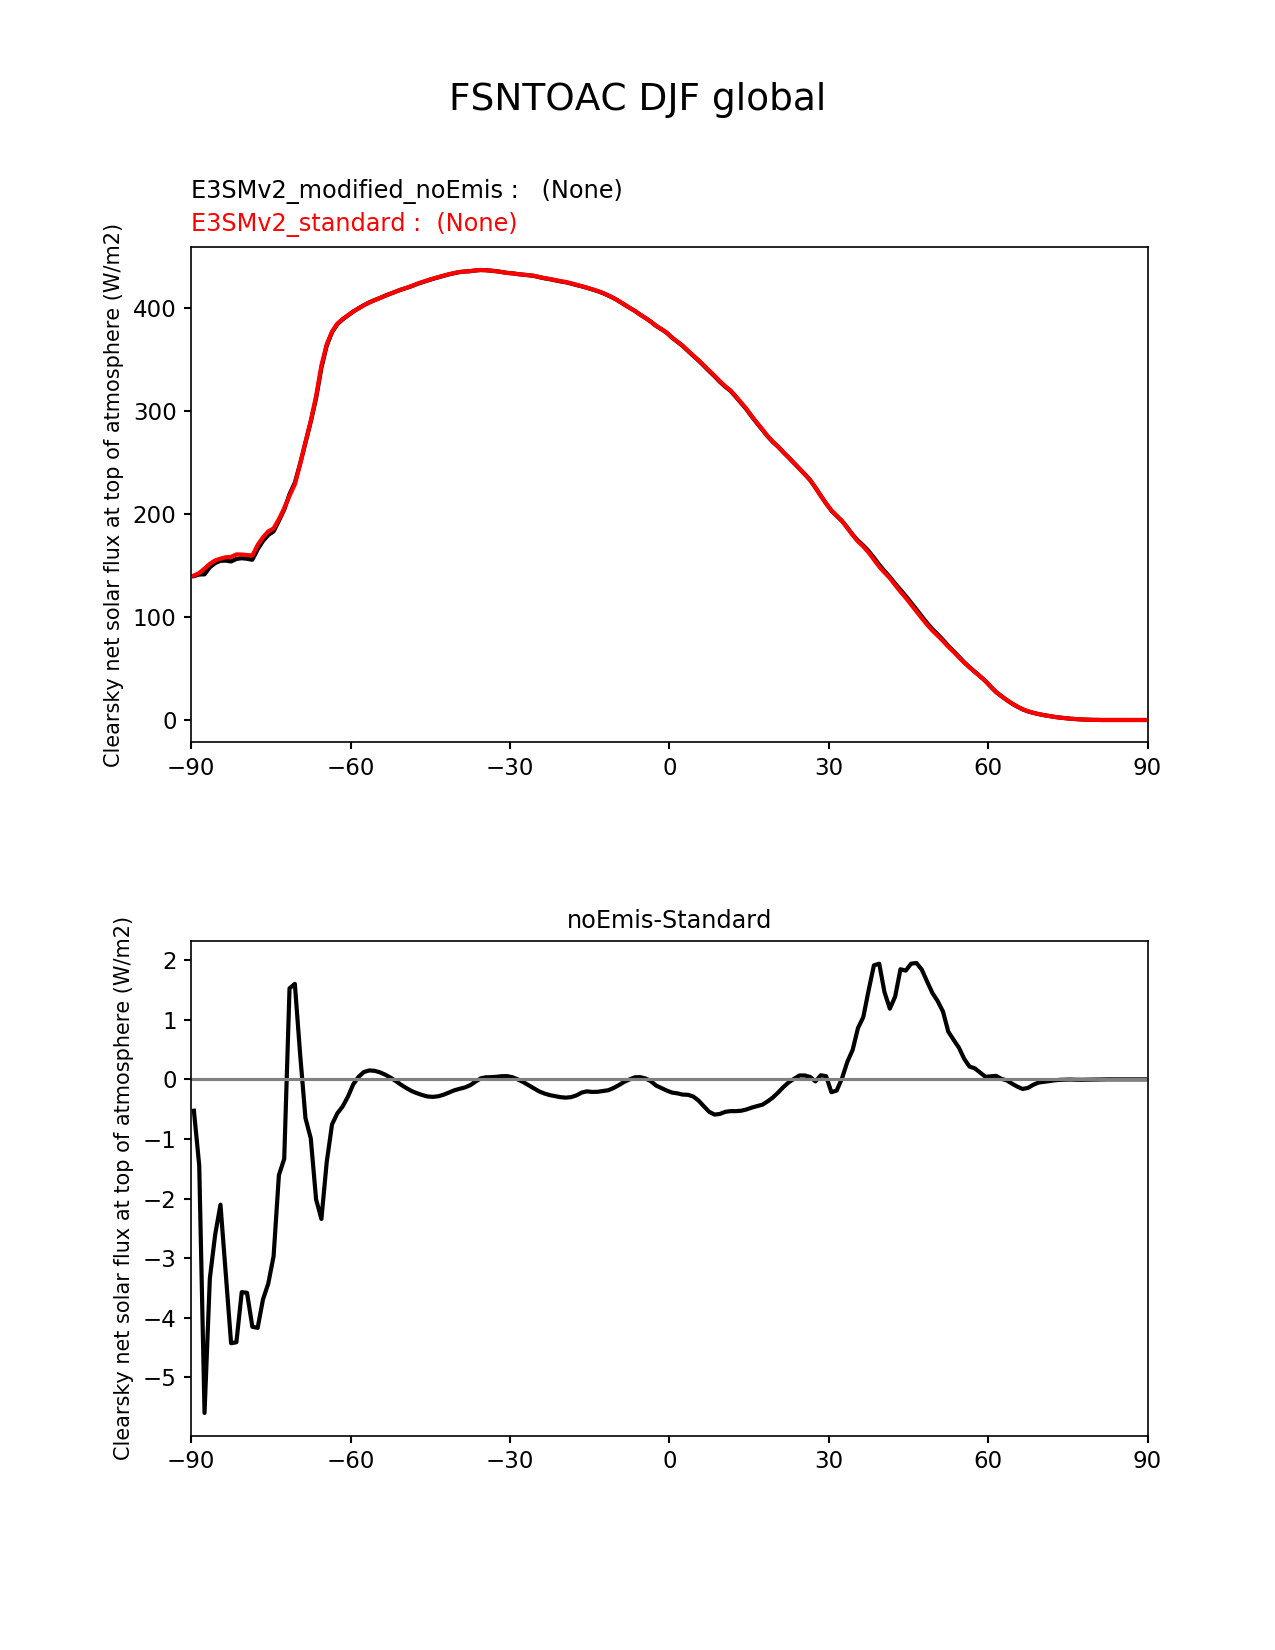 FSNTOAC DJF global
E3SMv2_modified_noEmis :   (None)
E3SMv2_standard :  (None)
Clearsky net solar flux at top of atmosphere (W/m2)
400
300
200
100
0
−90 −60 −30 0 30 60 90
noEmis-Standard
Clearsky net solar flux at top of atmosphere (W/m2)
2
1
0
−1
−2
−3
−4
−5
−90 −60 −30 0 30 60 90